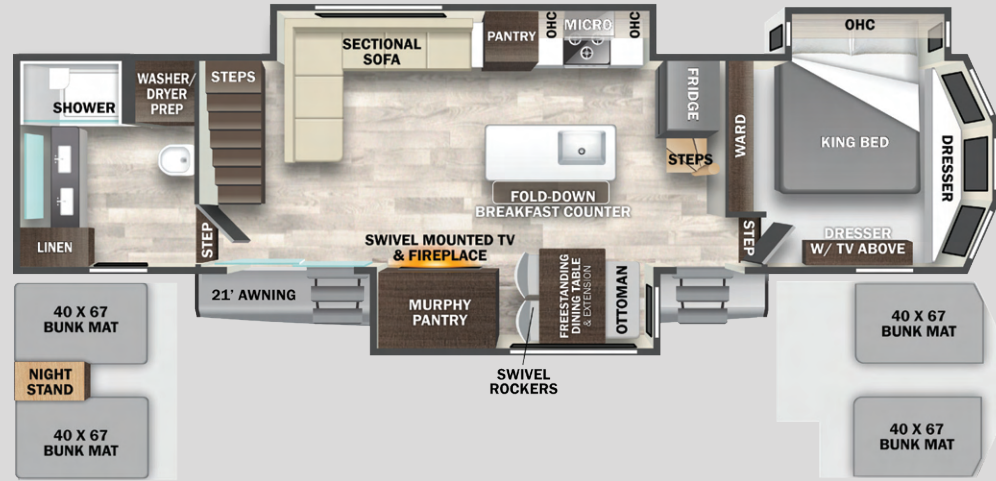 SHOWER
WASHER/
DRYER
PREP
STEPS
LINEN
STEP
SECTIONAL
SOFA
PANTRY
OHC
MICRO
OHC
FRIDGE
STEPS
FOLD-DOWN
BREAKFAST COUNTER
SWIVEL MOUNTED TV
& FIREPLACE
WARD
STEP
OHC
KING BED
DRESSER
DRESSER
W/ TV ABOVE
21' AWNING
MURPHY
PANTRY
FREESTANDING
DINING TABLE
& EXTENSION
OTTOMAN
SWIVEL
ROCKERS
40 X 67
BUNK MAT
NIGHT
STAND
40 X 67
BUNK MAT
40 X 67
BUNK MAT
40 X 67
BUNK MAT